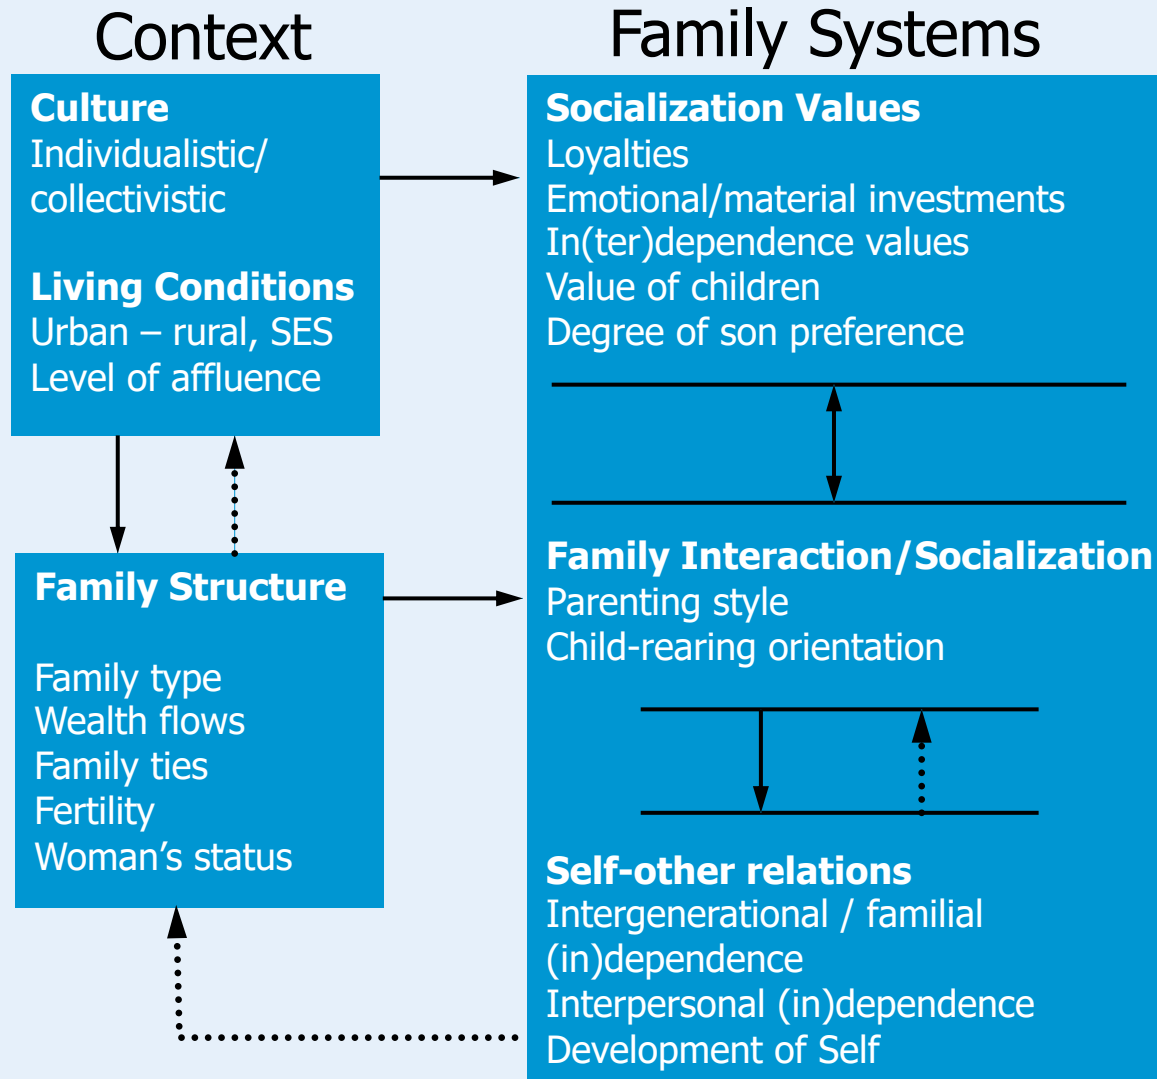 Context
Culture
Individualistic/
collectivistic
Living Conditions
Urban – rural, SES
Level of affluence
Family Structure
Family type
Wealth flows
Family ties
Fertility
Woman’s status
Family Systems
Socialization Values
Loyalties
Emotional/material investments
In(ter)dependence values
Value of children
Degree of son preference
Family Interaction/Socialization
Parenting style
Child-rearing orientation
Self-other relations
Intergenerational / familial
(in)dependence
Interpersonal (in)dependence
Development of Self